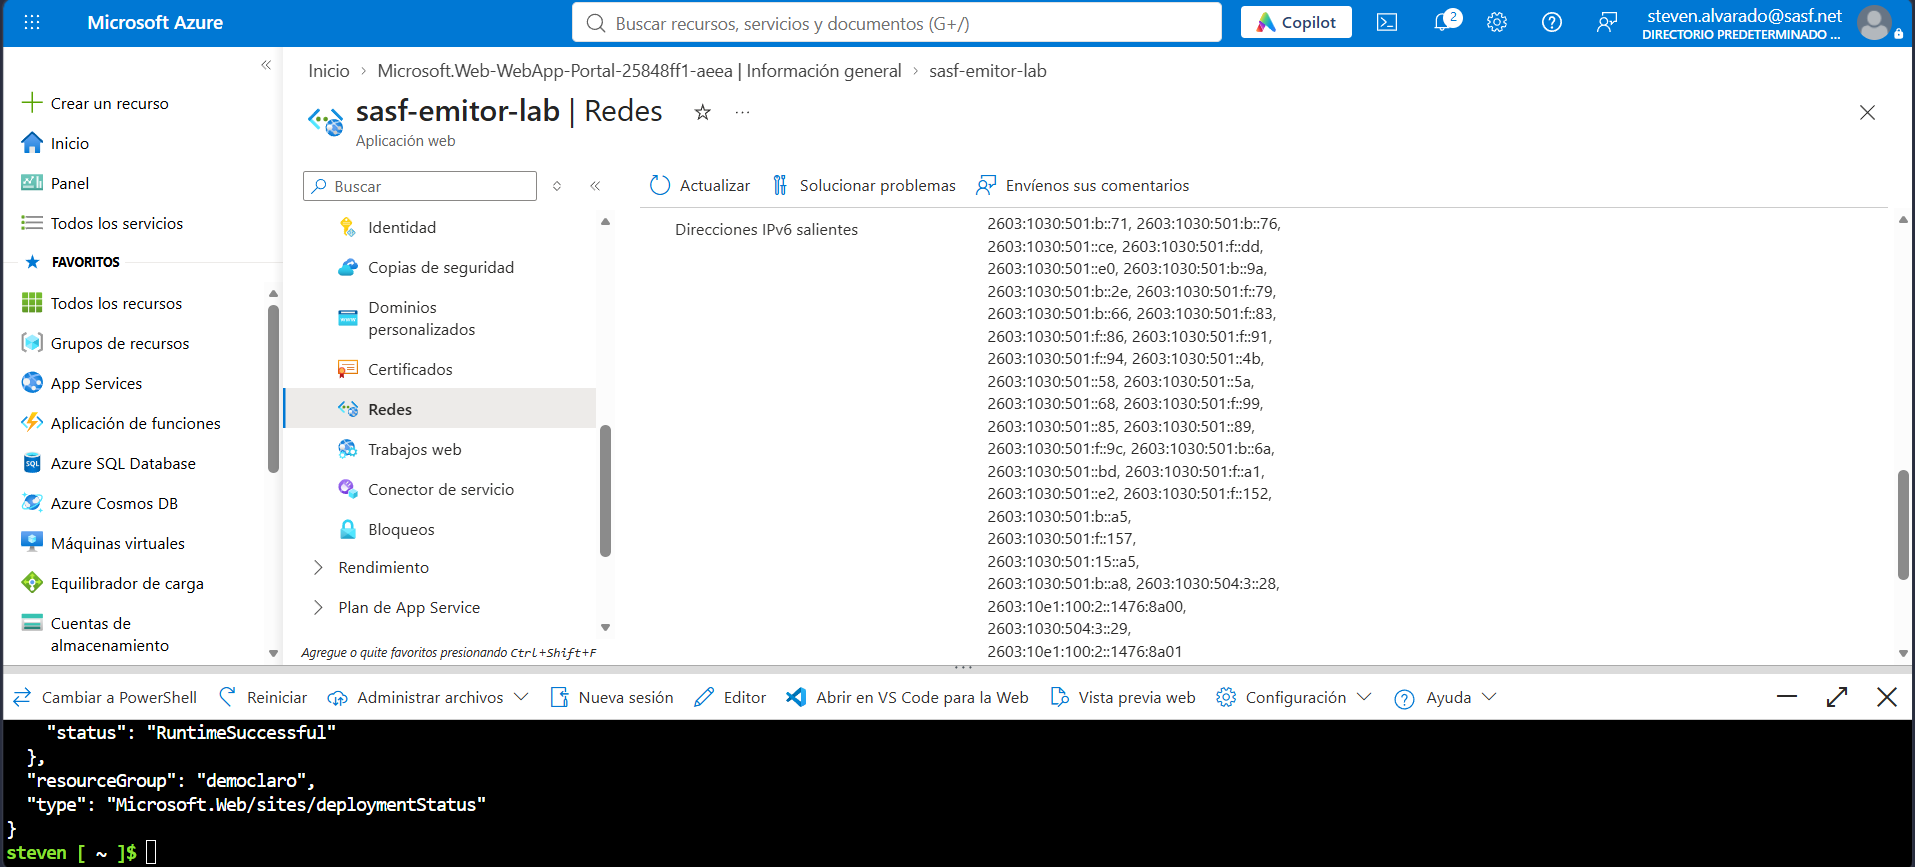 Microsoft Azure
Buscar recursos, servicios y documentos (G+/)
Copilot
2
steven.alvarado@sasf.net
DIRECTORIO PREDETERMINADO ...
Crear un recurso
Inicio
Panel
Todos los servicios
FAVORITOS
Todos los recursos
Grupos de recursos
App Services
Aplicación de funciones
SQL
Azure SQL Database
Azure Cosmos DB
Máquinas virtuales
Equilibrador de carga
Cuentas de
almacenamiento
Inicio > Microsoft.Web-WebApp-Portal-25848ff1-aeea | Información general > sasf-emitor-lab
sasf-emitor-lab | Redes
Aplicación web
Buscar
Identidad
Copias de seguridad
Dominios
personalizados
Certificados
Redes
Trabajos web
Conector de servicio
Bloqueos
Rendimiento
Plan de App Service
Agregue o quite favoritos presionando Ctrl+Shift+F
Actualizar
Solucionar problemas
Envíenos sus comentarios
Direcciones IPv6 salientes
2603:1030:501:b::71, 2603:1030:501:b::76,
2603:1030:501::ce, 2603:1030:501:f::dd,
2603:1030:501::e0, 2603:1030:501:b::9a,
2603:1030:501:b::2e, 2603:1030:501:f::79,
2603:1030:501:b::66, 2603:1030:501:f::83,
2603:1030:501:f::86, 2603:1030:501:f::91,
2603:1030:501:f::94, 2603:1030:501::4b,
2603:1030:501::58, 2603:1030:501::5a,
2603:1030:501::68, 2603:1030:501:f::99,
2603:1030:501::85, 2603:1030:501::89,
2603:1030:501:f::9c, 2603:1030:501:b::6a,
2603:1030:501::bd, 2603:1030:501:f::a1,
2603:1030:501::e2, 2603:1030:501:f::152,
2603:1030:501:b::a5,
2603:1030:501:f::157,
2603:1030:501:15::a5,
2603:1030:501:b::a8, 2603:1030:504:3::28,
2603:10e1:100:2::1476:8a00,
2603:1030:504:3::29,
2603:10e1:100:2::1476:8a01
Cambiar a PowerShell
Reiniciar
Administrar archivos
Nueva sesión
Editor
Abrir en VS Code para la Web
Vista previa web
Configuración
Ayuda
"status": "RuntimeSuccessful"
},
"resourceGroup": "democlaro",
"type": "Microsoft.Web/sites/deploymentStatus"
}
steven [ ~ ]$